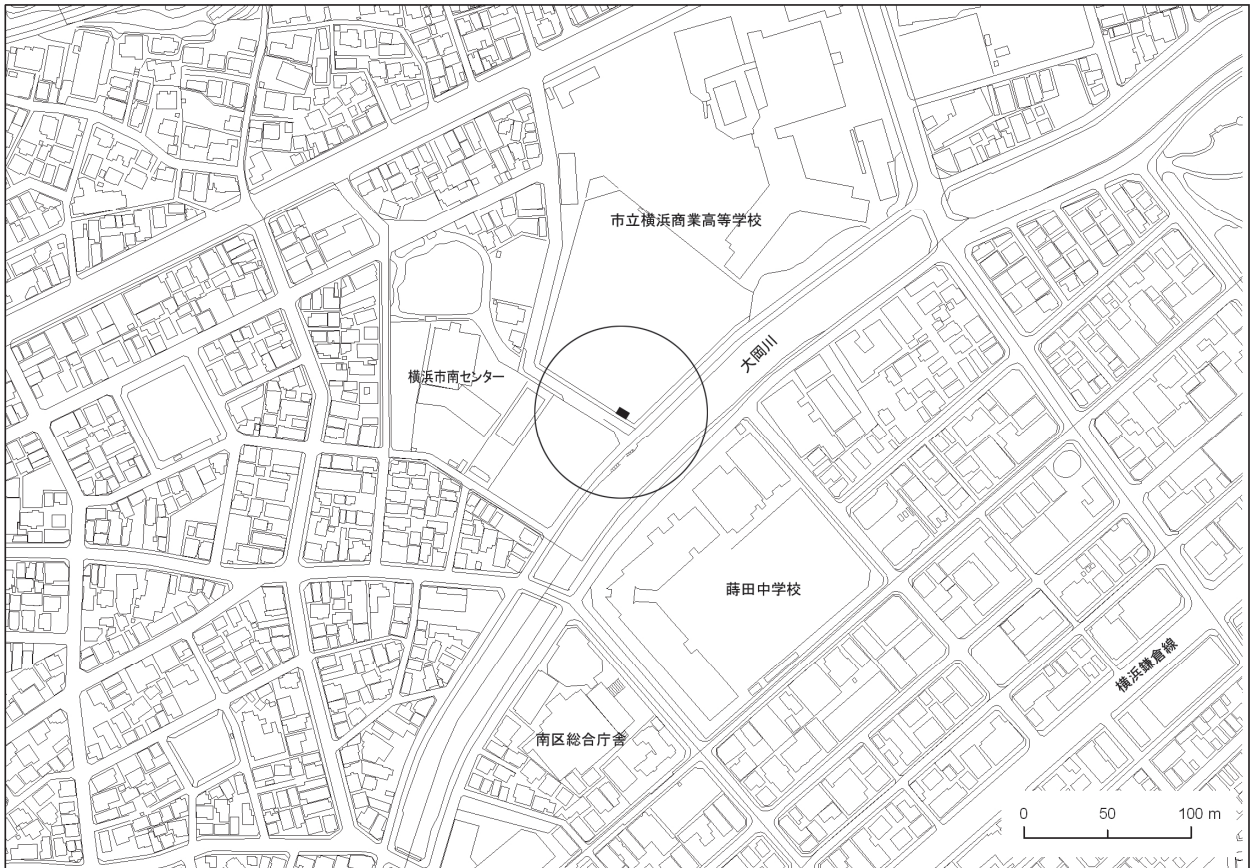 市立横浜商業高等学校
大岡川
横浜市南センター
蒔田中学校
横浜鎌倉線
南区総合庁舎
0 50 100 m